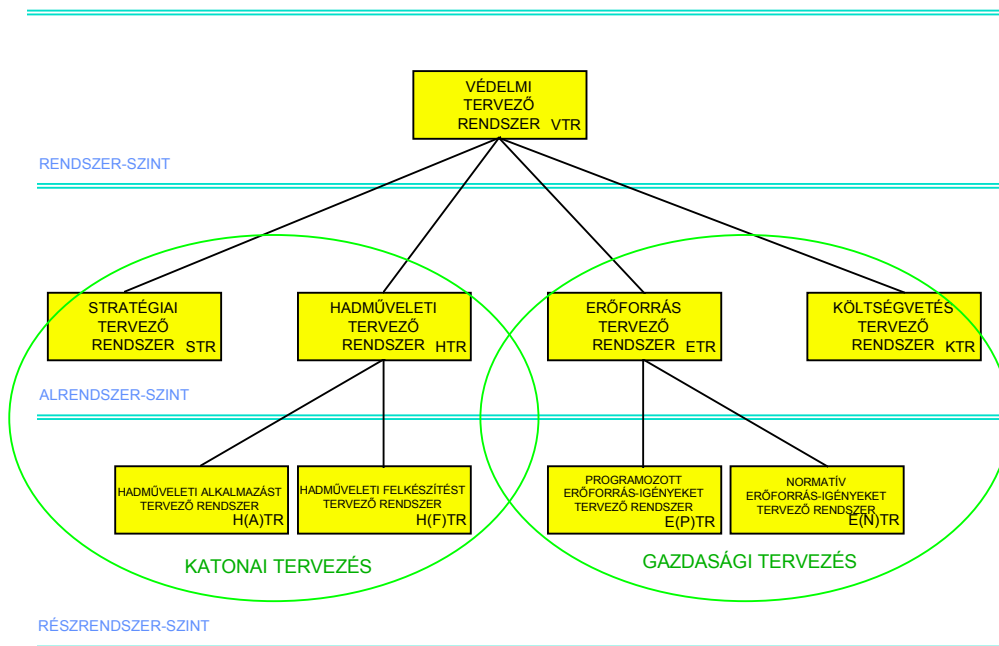 VÉDELMI
TERVEZŐ
RENDSZER VTR
RENDSZER-SZINT
STRATÉGIAI
TERVEZŐ
RENDSZER STR
HADMŰVELETI
TERVEZŐ
RENDSZER HTR
ERŐFORRÁS
TERVEZŐ
RENDSZER ETR
KÖLTSÉGVETÉS
TERVEZŐ
RENDSZER KTR
ALRENDSZER-SZINT
HADMŰVELETI ALKALMAZÁST
TERVEZŐ RENDSZER
H(A)TR
HADMŰVELETI FELKÉSZÍTÉST
TERVEZŐ RENDSZER
H(F)TR
PROGRAMOZOTT
ERŐFORRÁS-IGÉNYEKET
TERVEZŐ RENDSZER
E(P)TR
NORMATÍV
ERŐFORRÁS-IGÉNYEKET
TERVEZŐ RENDSZER
E(N)TR
KATONAI TERVEZÉS
GAZDASÁGI TERVEZÉS
RÉSZRENDSZER-SZINT